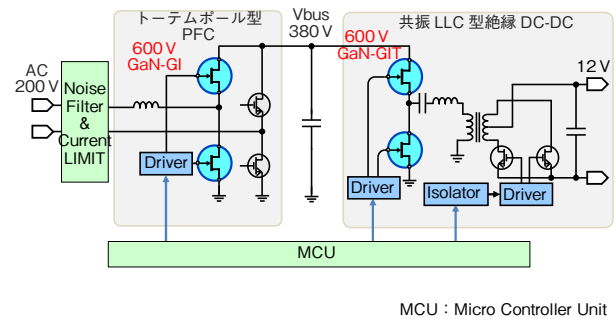 トーテムポール型
PFC
Vbus
380 V
共振 LLC 型絶縁 DC-DC
600 V
GaN-GI
600 V
GaN-GIT
AC
200 V
12 V
Noise
Filter
&
Current
LIMIT
Driver
Driver
Isolator
Driver
MCU
MCU：Micro Controller Unit